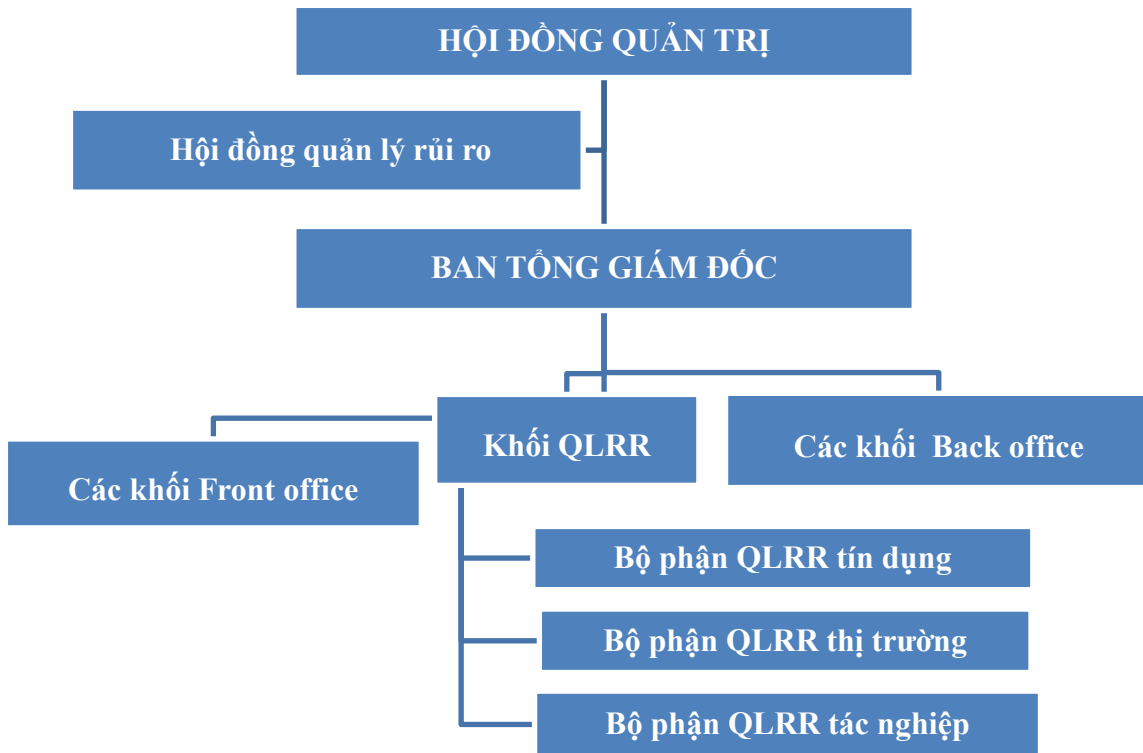 HỘI ĐỒNG QUẢN TRỊ
Hội đồng quản lý rủi ro
BAN TỔNG GIÁM ĐỐC
Các khối Front office
Khối QLRR
Các khối  Back office
Bộ phận QLRR tín dụng
Bộ phận QLRR thị trường
Bộ phận QLRR tác nghiệp